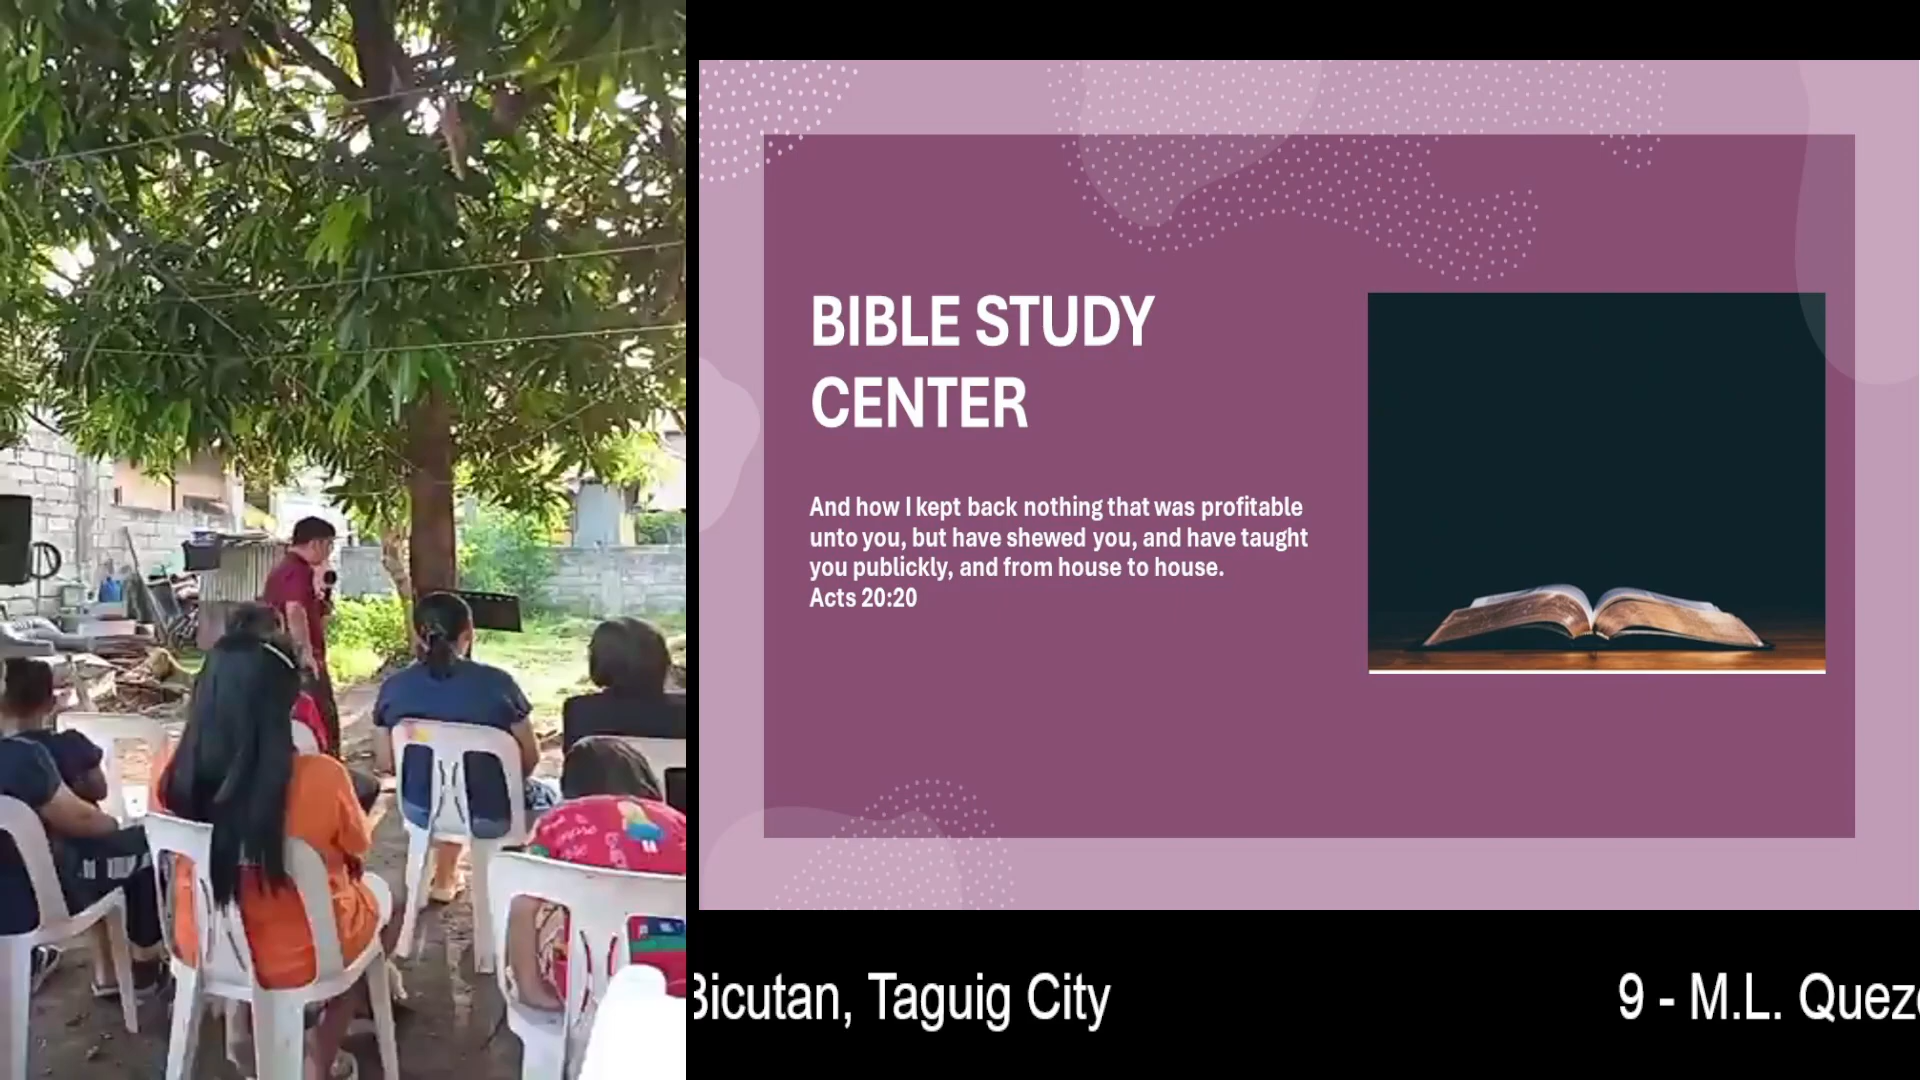 BIBLE STUDY
CENTER
And how I kept back nothing that was profitable
unto you, but have shewed you, and have taught
you publickly, and from house to house.
Acts 20:20
Bicutan, Taguig City
9 - M.L.